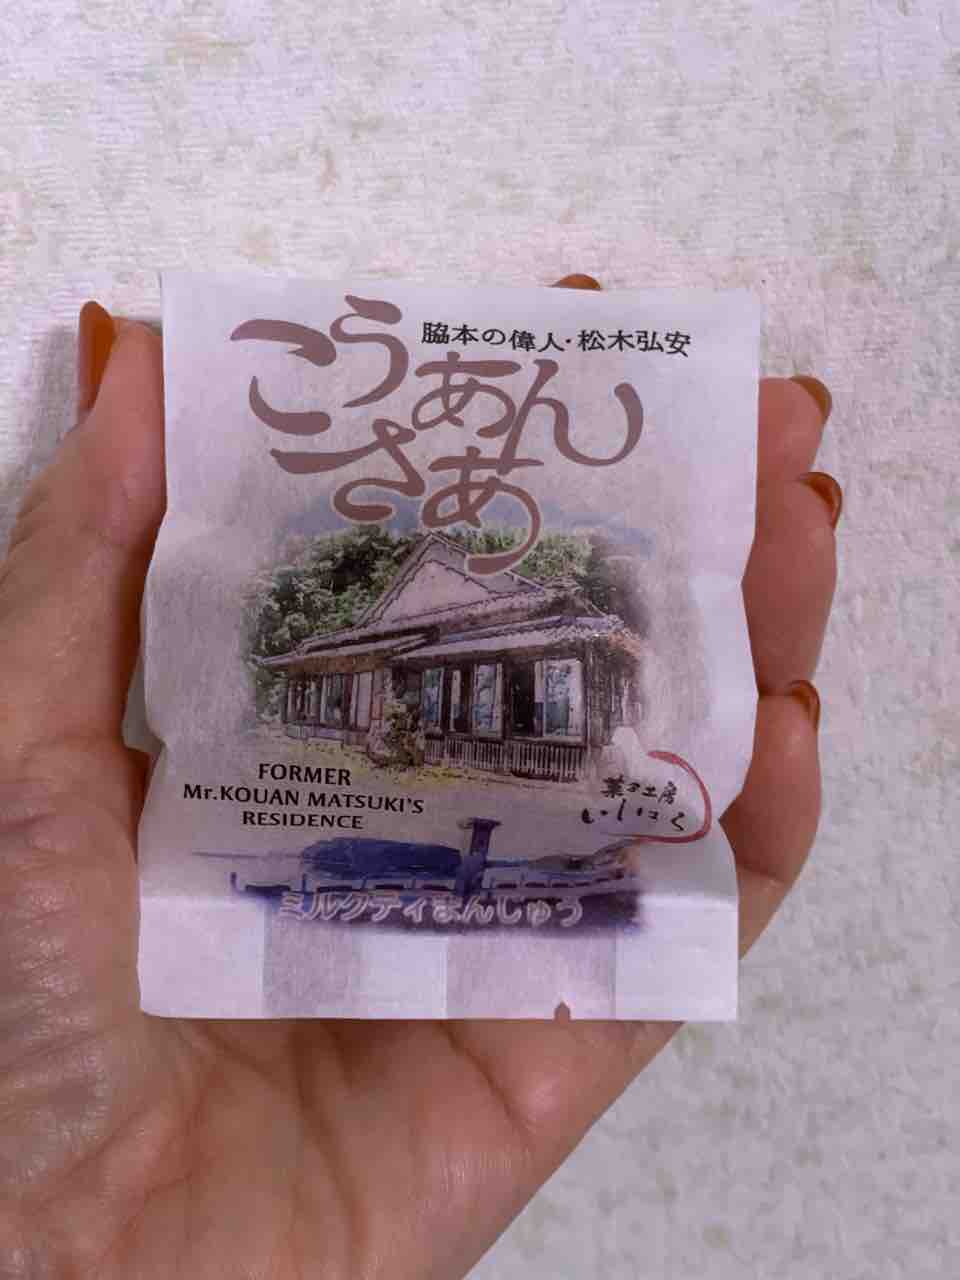 脇本の偉人・松木弘安
こうあん
さあ
FORMER
Mr.KOUAN MATSUKI'S
RESIDENCE
菓子工房
いしはら
ミルクティまんじゅう